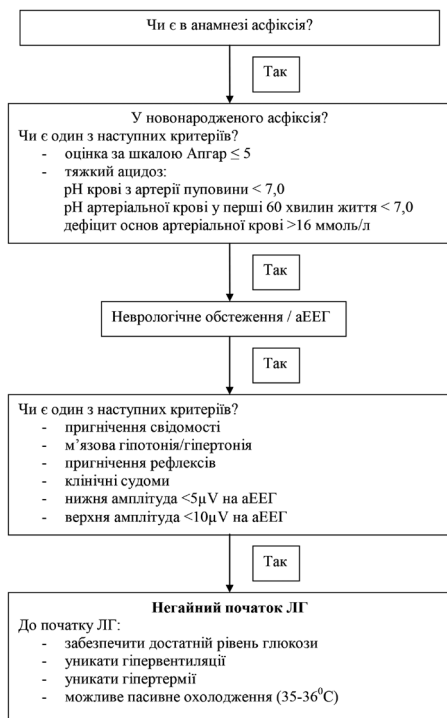 Чи є в анамнезі асфіксія?
Так
У новонародженого асфіксія?
Чи є один з наступних критеріїв?
- оцінка за шкалою Апгар ≤ 5
- тяжкий ацидоз:
рН крові з артерії пуповини < 7,0
рН артеріальної крові у перші 60 хвилин життя < 7,0
дефіцит основ артеріальної крові >16 ммоль/л
Так
Неврологічне обстеження / аЕЕГ
Так
Чи є один з наступних критеріїв?
- пригнічення свідомості
- м’язова гіпотонія/гіпертонія
- пригнічення рефлексів
- клінічні судоми
- нижня амплітуда <5µV на аЕЕГ
- верхня амплітуда <10µV на аЕЕГ
Так
Негайний початок ЛГ
До початку ЛГ:
- забезпечити достатній рівень глюкози
- уникати гіпервентиляції
- уникати гіпертермії
- можливе пасивне охолодження (35-36⁰С)